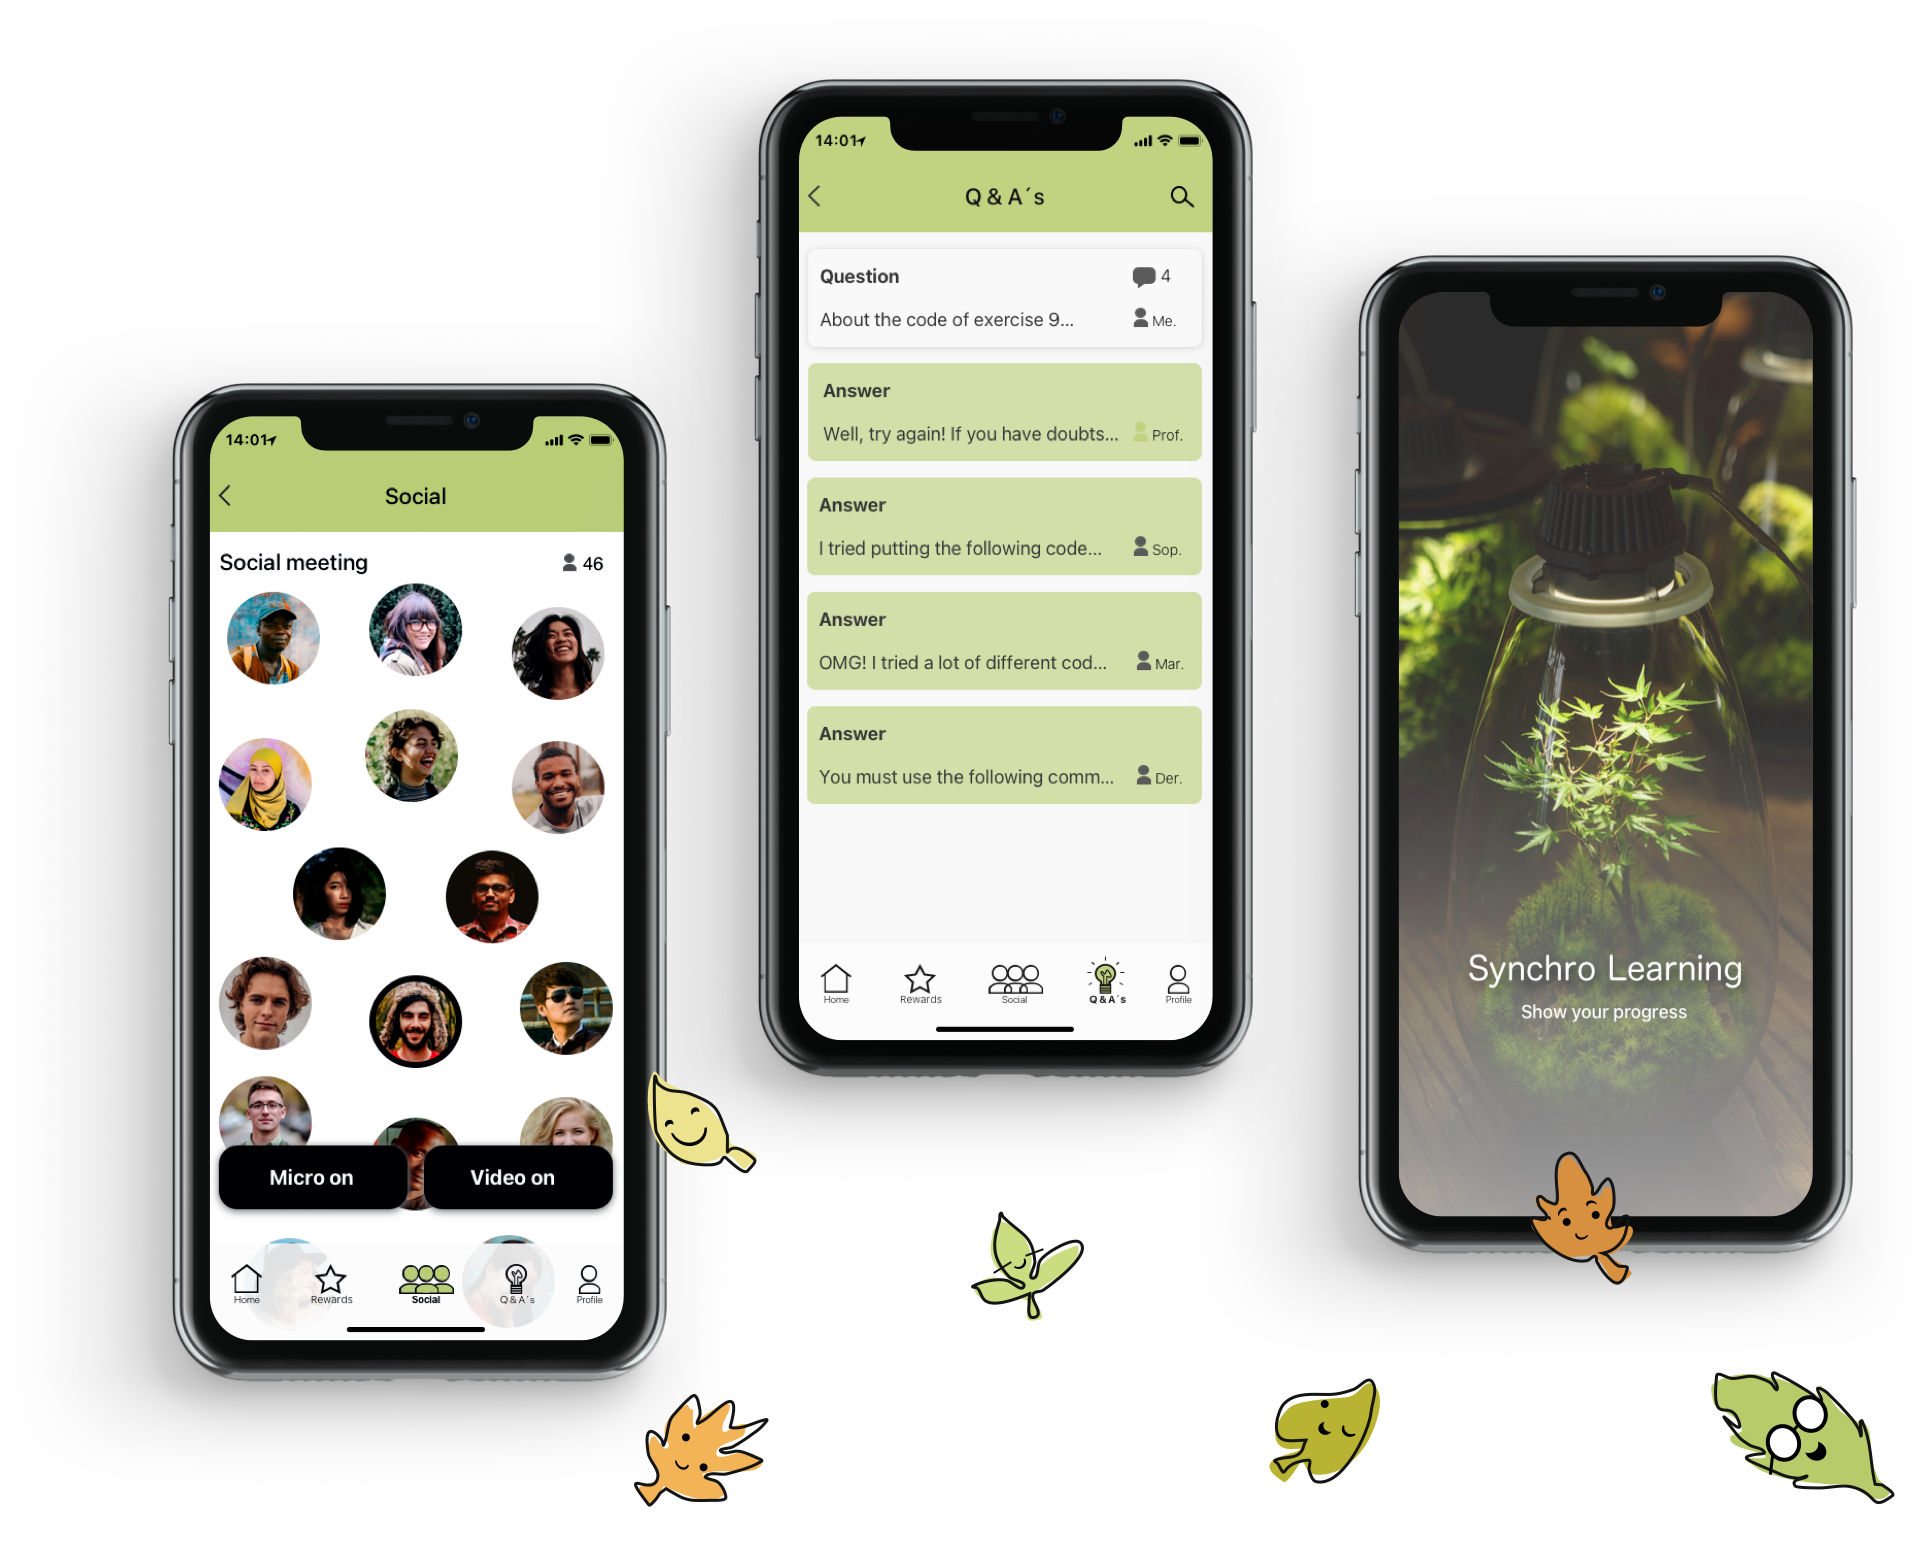 14:01
Social
Social meeting
46
Micro on
Video on
Home
Rewards
Social
Q & A´s
Profile
14:01
Q & A´s
Question
4
About the code of exercise 9...
Me.
Answer
Well, try again! If you have doubts...
Prof.
Answer
I tried putting the following code...
Sop.
Answer
OMG! I tried a lot of different cod...
Mar.
Answer
You must use the following comm...
Der.
Home
Rewards
Social
Q & A´s
Profile
Synchro Learning
Show your progress